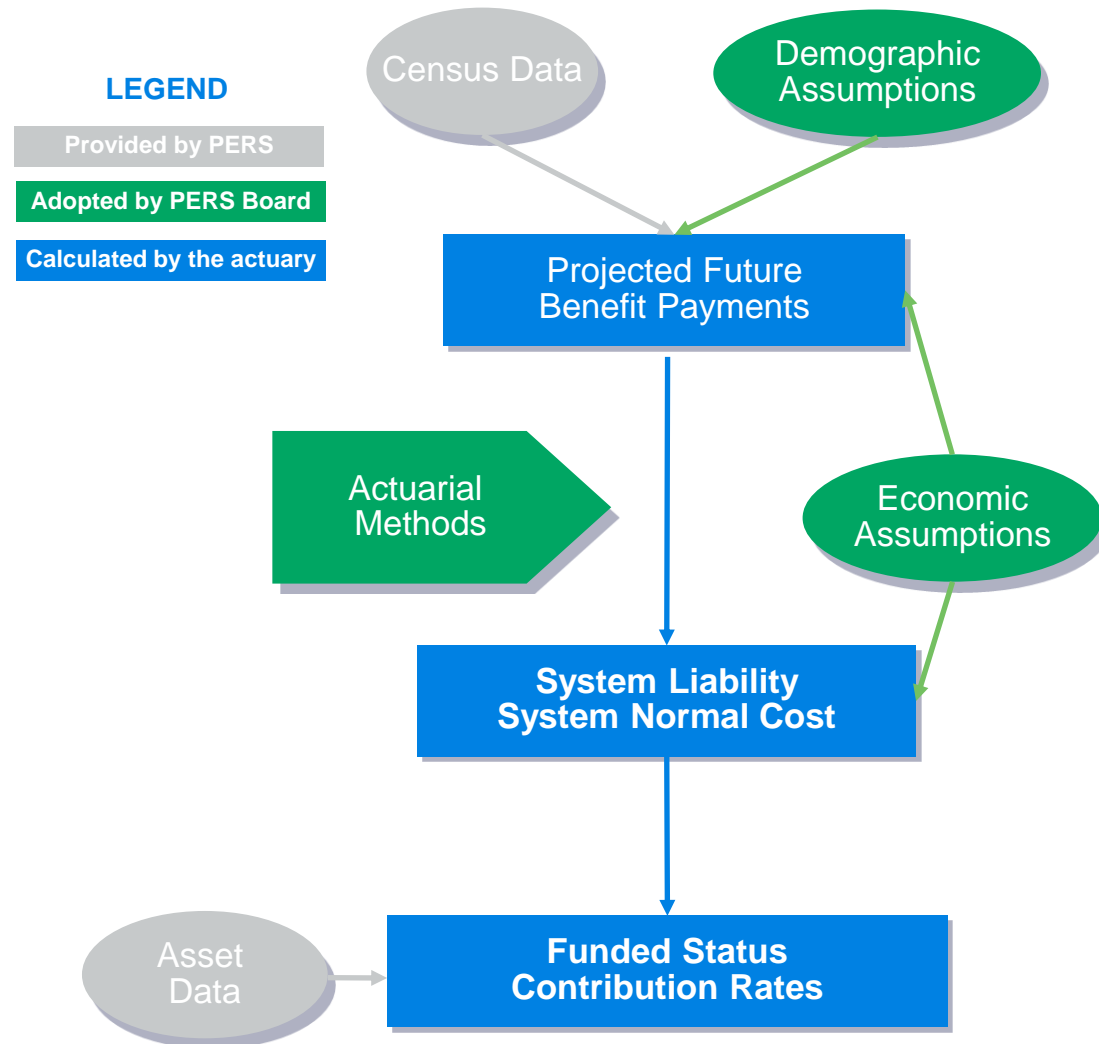 Census Data
Demographic
Assumptions
LEGEND
Provided by PERS
Adopted by PERS Board
Calculated by the actuary
Projected Future
Benefit Payments
Actuarial
Methods
Economic
Assumptions
System Liability
System Normal Cost
Asset
Data
Funded Status
Contribution Rates